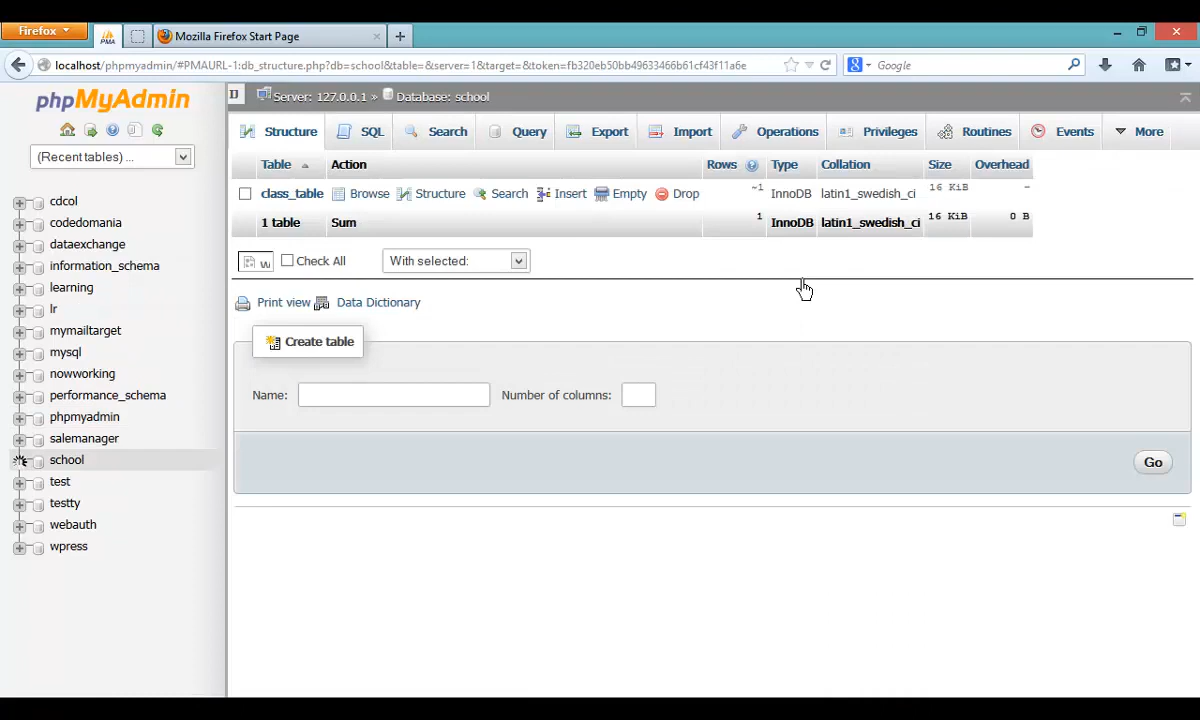 Firefox
PMA
Mozilla Firefox Start Page
localhost/phpmyadmin/#PMAURL-1:db_structure.php?db=school&table=&server=1&target=&token=fb320eb50bb49633466b61cf43f11a6e
Google
phpMyAdmin
(Recent tables) ...
cdcol
codedomania
dataexchange
information_schema
learning
lr
mymailtarget
mysql
nowworking
performance_schema
phpmyadmin
salemanager
school
test
testty
webauth
wpress
Server: 127.0.0.1 » Database: school
Structure SQL Search Query Export Import Operations Privileges Routines Events More
Table Action Rows Type Collation Size Overhead
class_table Browse Structure Search Insert Empty Drop ~1 InnoDB latin1_swedish_ci 16 KiB -
1 table Sum 1 InnoDB latin1_swedish_ci 16 KiB 0 B
Check All With selected:
Print view Data Dictionary
Create table
Name: Number of columns:
Go